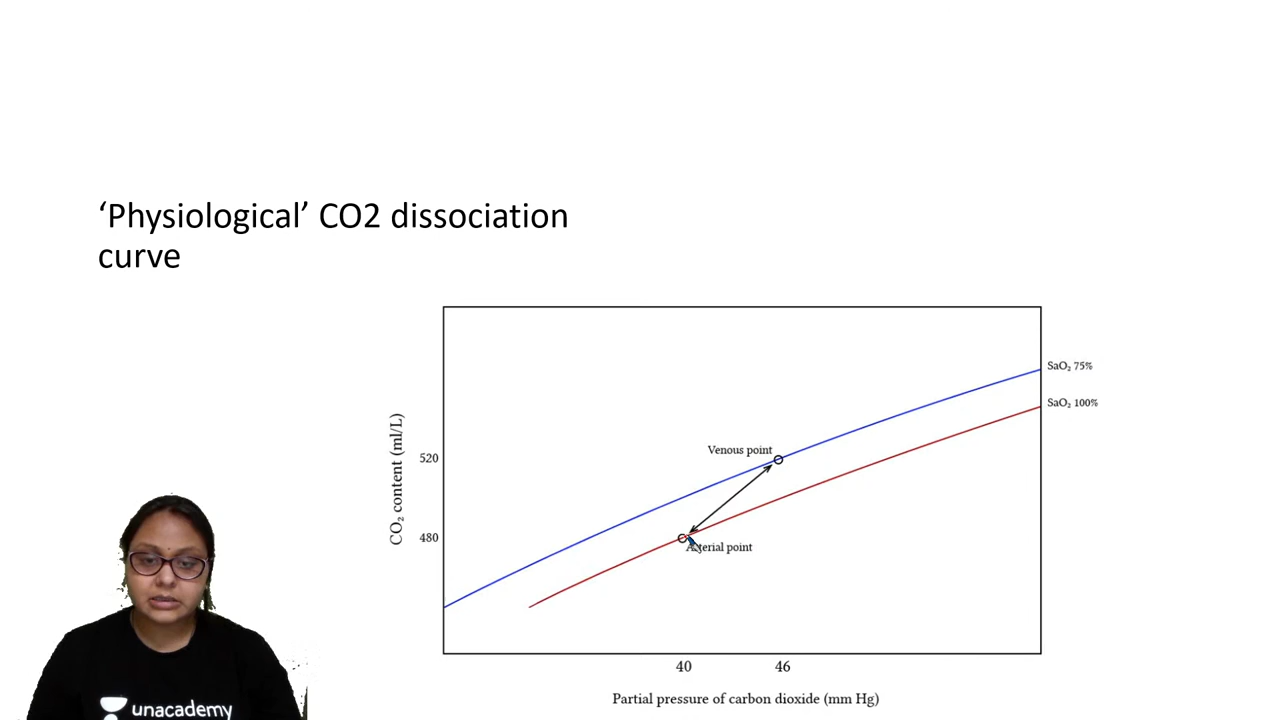 ‘Physiological’ CO2 dissociation
curve
SaO₂ 75%
SaO₂ 100%
Venous point
520
CO₂ content (ml/L)
480
Arterial point
40
46
Partial pressure of carbon dioxide (mm Hg)
unacademy